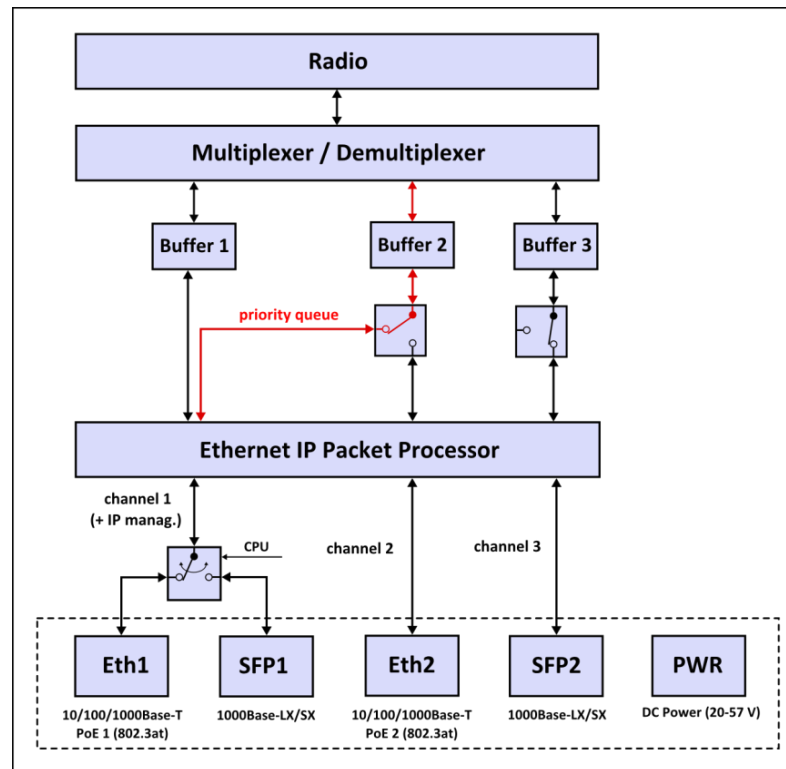 Radio
Multiplexer / Demultiplexer
Buffer 1
Buffer 2
Buffer 3
priority queue
Ethernet IP Packet Processor
channel 1
(+ IP manag.)
CPU
channel 2
channel 3
Eth1
SFP1
Eth2
SFP2
PWR
10/100/1000Base-T
PoE 1 (802.3at)
1000Base-LX/SX
10/100/1000Base-T
PoE 2 (802.3at)
1000Base-LX/SX
DC Power (20-57 V)